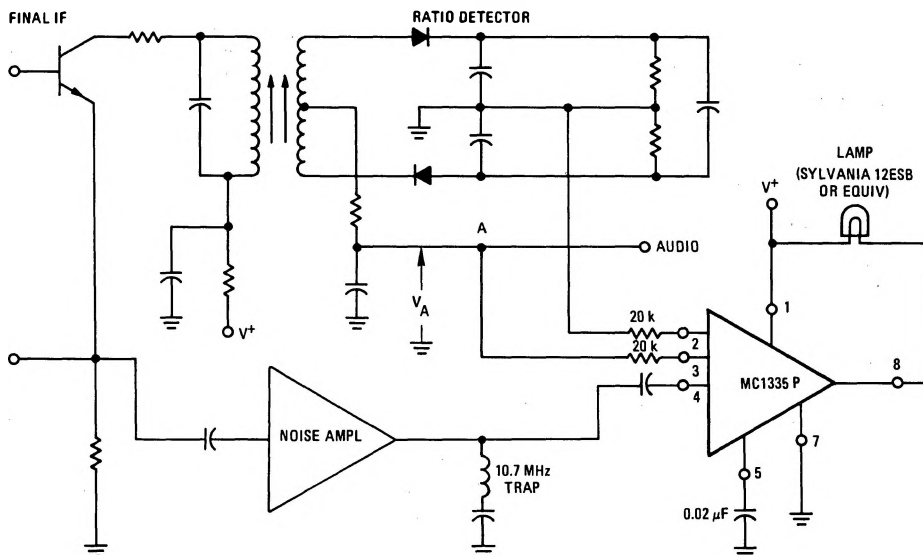 FINAL IF
RATIO DETECTOR
LAMP
(SYLVANIA 12ESB
OR EQUIV)
V+
A
AUDIO
VA
V+
1
20 k
2
20 k
3
4
MC1335 P
8
7
5
NOISE AMPL
10.7 MHz
TRAP
0.02 μF